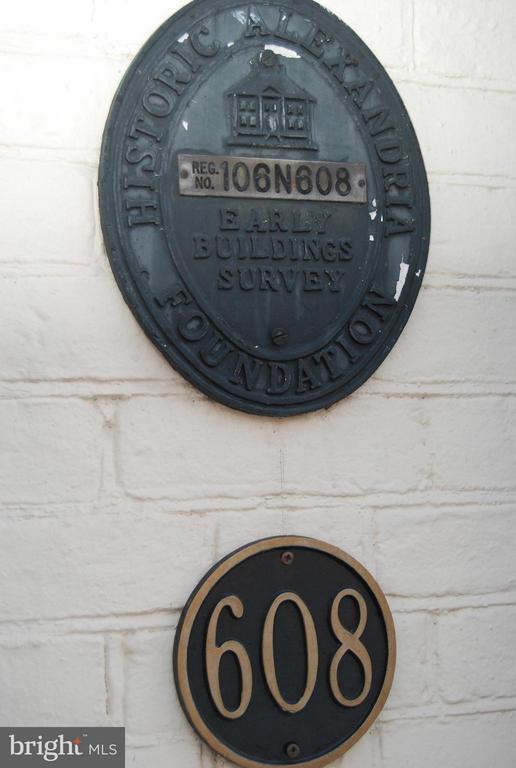 HISTORIC ALEXANDRIA
REG. NO. 106N608
EARLY
BUILDINGS
SURVEY
FOUNDATION
608
bright MLS